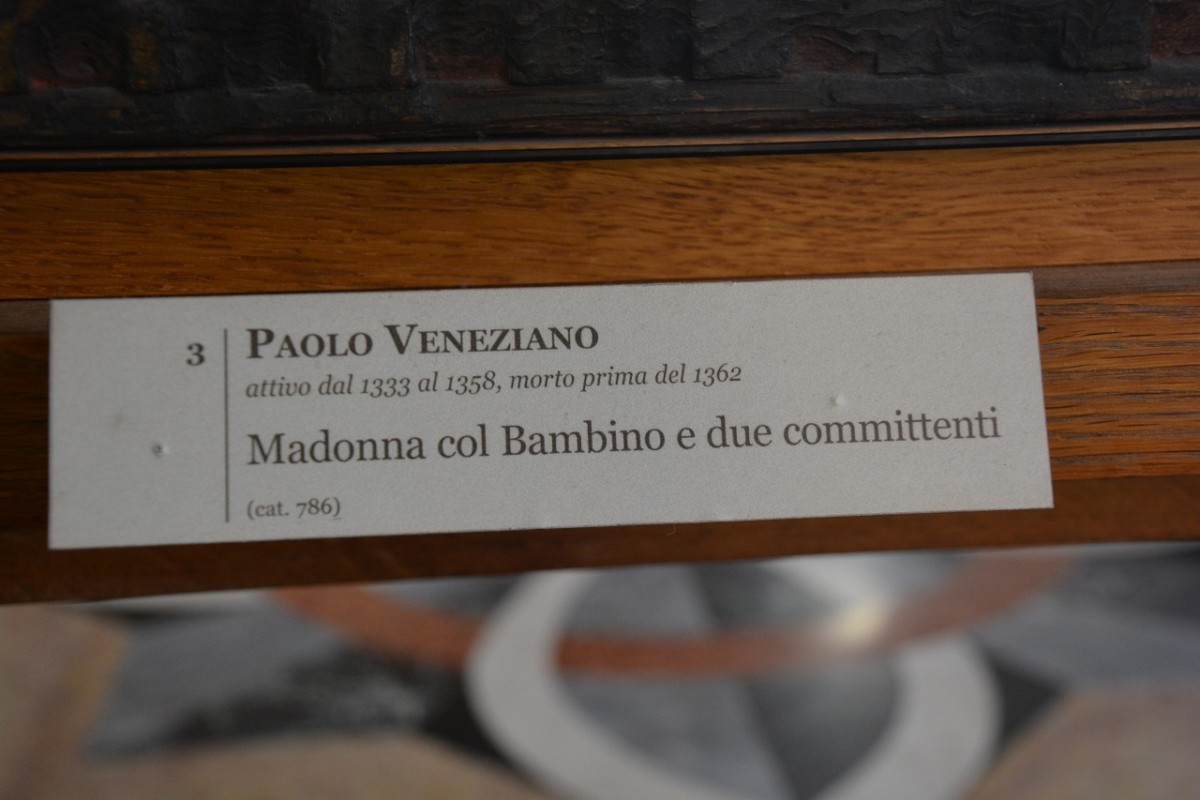 3
PAOLO VENEZIANO
attivo dal 1333 al 1358, morto prima del 1362
Madonna col Bambino e due committenti
(cat. 786)